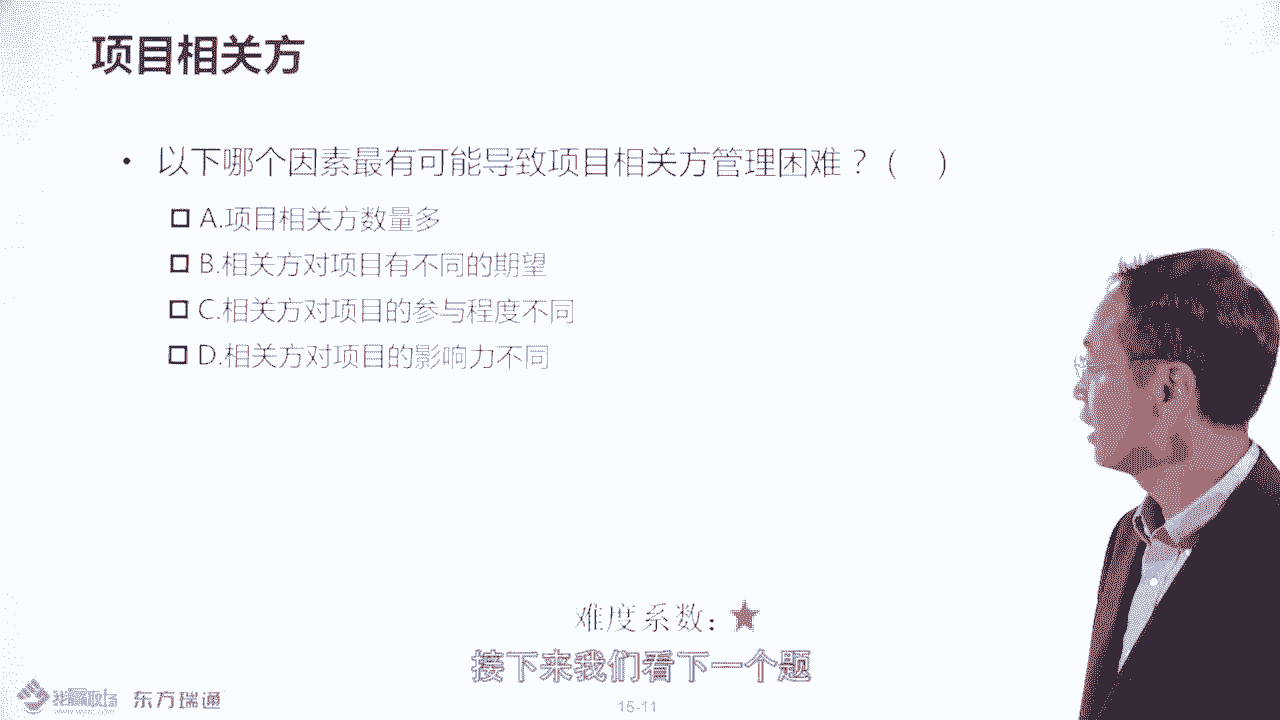 项目相关方
• 以下哪个因素最有可能导致项目相关方管理困难？（ ）
A.项目相关方数量多
B.相关方对项目有不同的期望
C.相关方对项目的参与程度不同
D.相关方对项目的影响力不同
难度系数：★
接下来我们看下一个题
东方瑞通
15-11